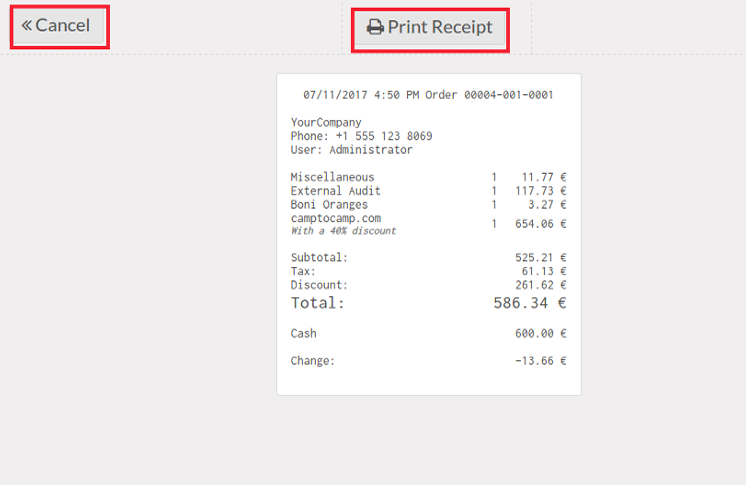 « Cancel
Print Receipt
07/11/2017 4:50 PM Order 00004-001-0001
YourCompany
Phone: +1 555 123 8069
User: Administrator
Miscellaneous 1 11.77 €
External Audit 1 117.73 €
Boni Oranges 1 3.27 €
camptocamp.com 1 654.06 €
With a 40% discount
Subtotal: 525.21 €
Tax: 61.13 €
Discount: 261.62 €
Total: 586.34 €
Cash 600.00 €
Change: -13.66 €